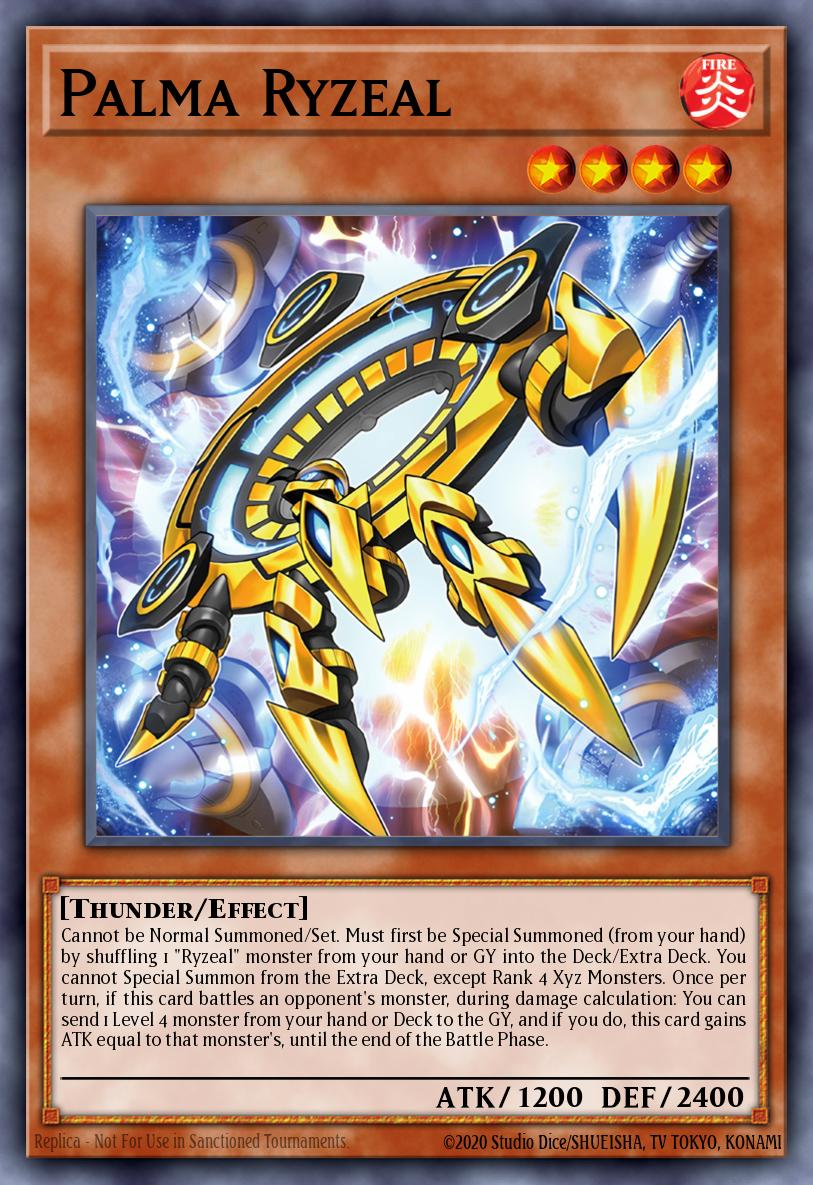 Palma Ryzeal
FIRE
炎
[Thunder/Effect]
Cannot be Normal Summoned/Set. Must first be Special Summoned (from your hand)
by shuffling 1 "Ryzeal" monster from your hand or GY into the Deck/Extra Deck. You
cannot Special Summon from the Extra Deck, except Rank 4 Xyz Monsters. Once per
turn, if this card battles an opponent's monster, during damage calculation: You can
send 1 Level 4 monster from your hand or Deck to the GY, and if you do, this card gains
ATK equal to that monster's, until the end of the Battle Phase.
ATK/1200 DEF/2400
Replica - Not For Use in Sanctioned Tournaments.
©2020 Studio Dice/SHUEISHA, TV TOKYO, KONAMI